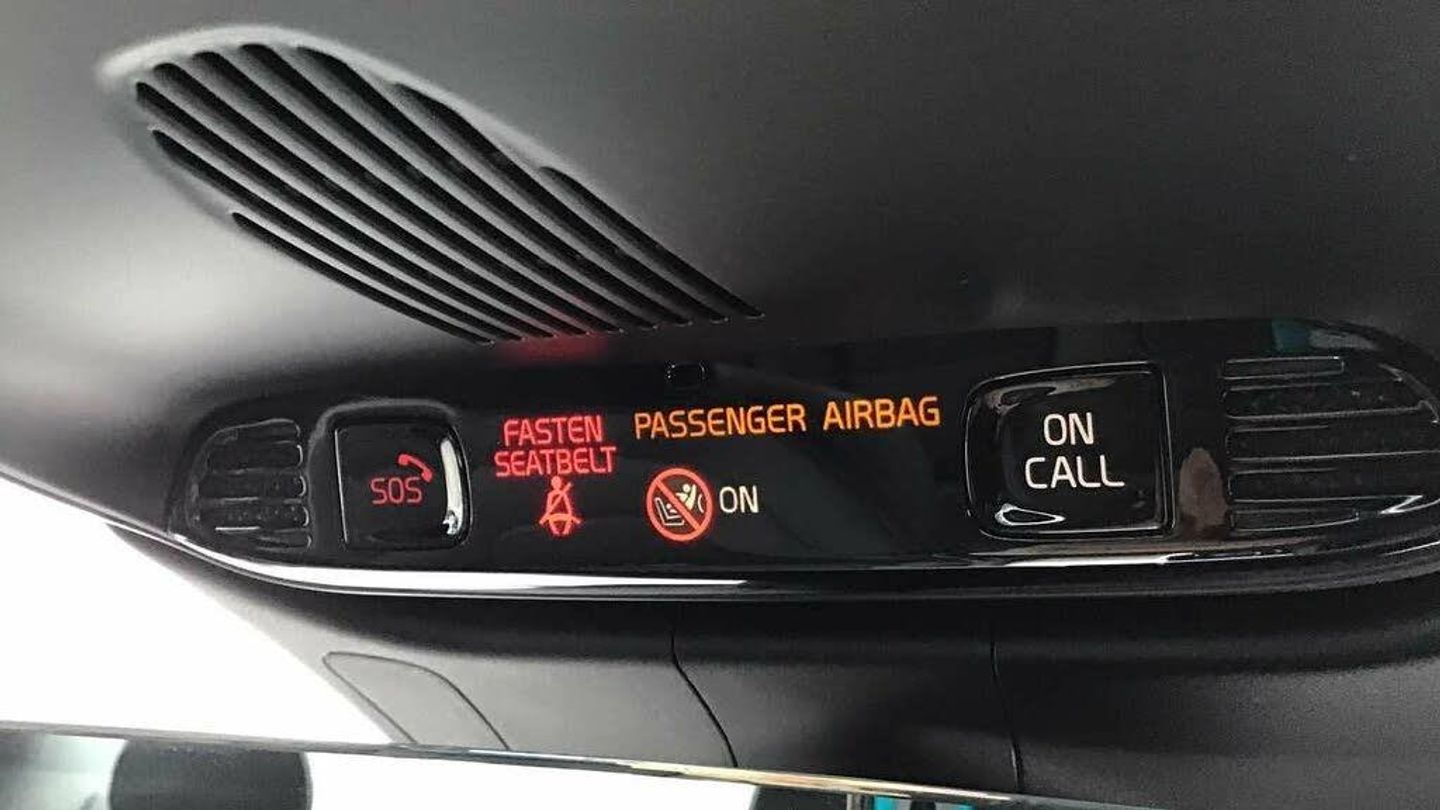 SOS
FASTEN
SEATBELT
PASSENGER AIRBAG
ON
ON
CALL